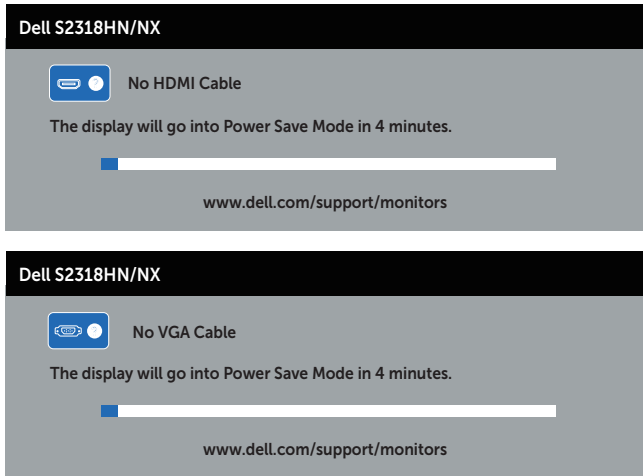 Dell S2318HN/NX
?
No HDMI Cable
The display will go into Power Save Mode in 4 minutes.
www.dell.com/support/monitors
Dell S2318HN/NX
?
No VGA Cable
The display will go into Power Save Mode in 4 minutes.
www.dell.com/support/monitors